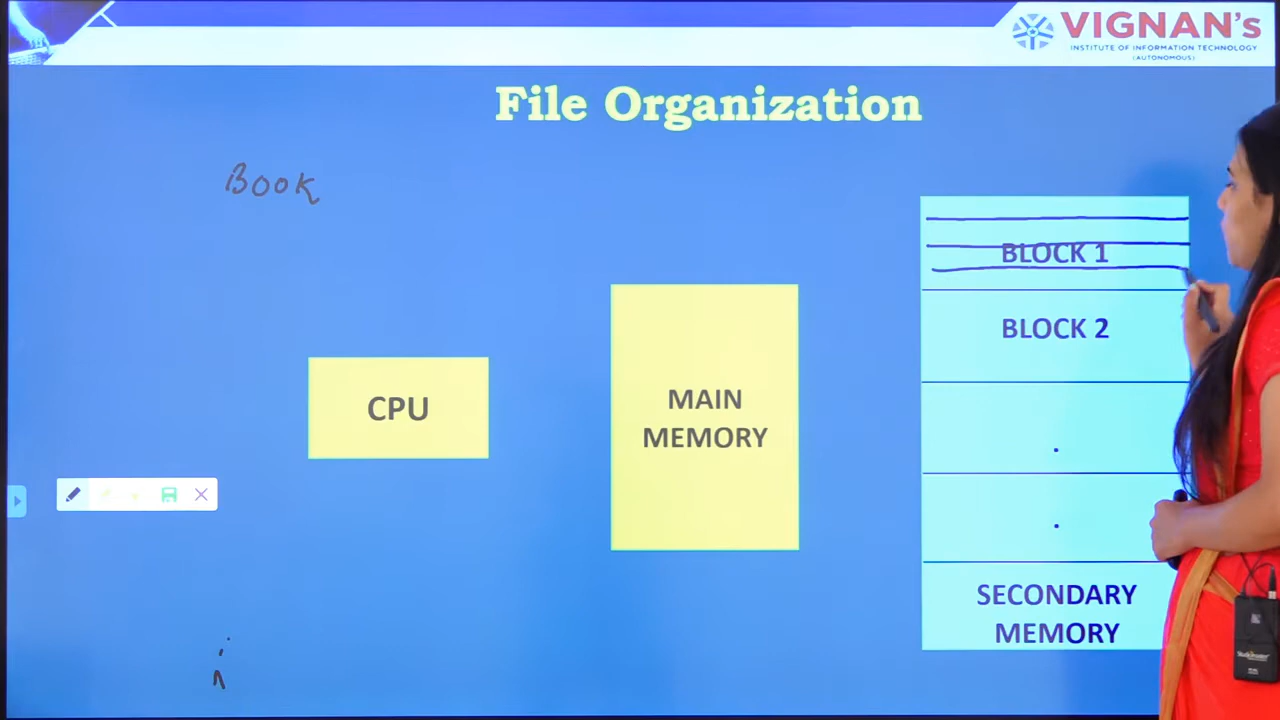 VIGNAN's
INSTITUTE OF INFORMATION TECHNOLOGY
(AUTONOMOUS)
File Organization
BOOK
BLOCK 1
BLOCK 2
CPU
MAIN
MEMORY
.
.
SECONDARY
MEMORY